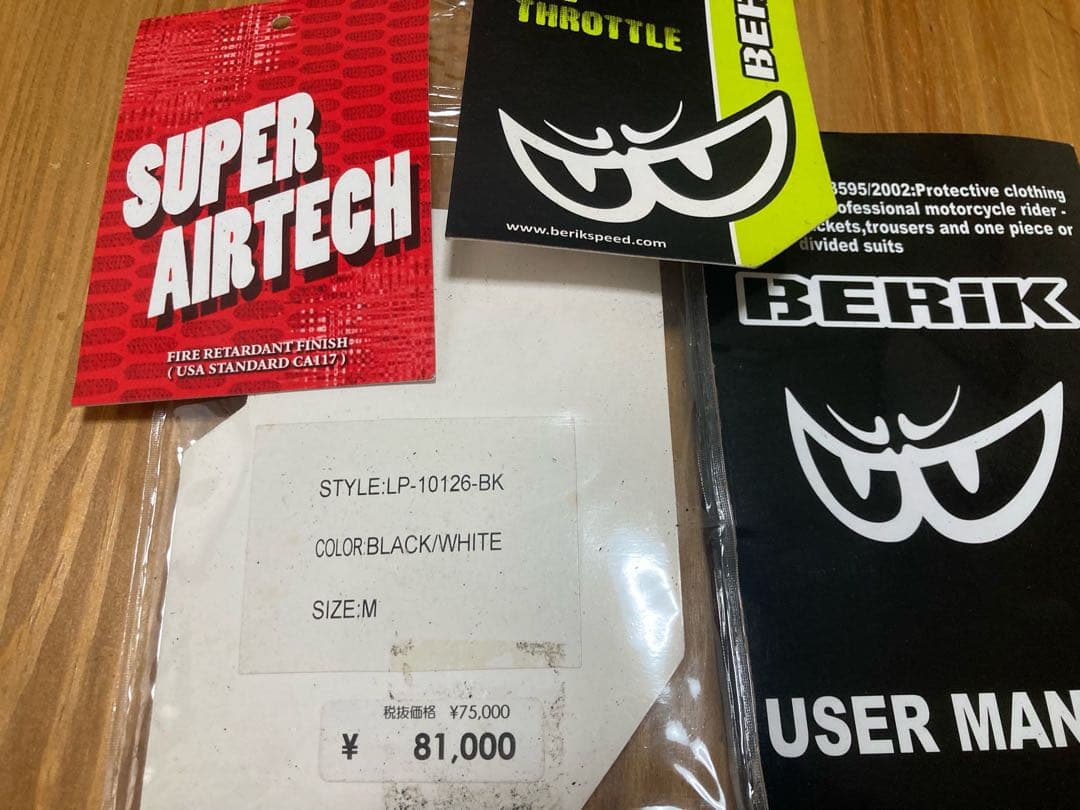 SUPER
AIRTECH
FIRE RETARDANT FINISH
( USA STANDARD CA117 )
THROTTLE
www.berikspeed.com
3595/2002:Protective clothing
ofessional motorcycle rider -
ckets,trousers and one piece or
divided suits
BERiK
USER MAN
STYLE:LP-10126-BK
COLOR:BLACK/WHITE
SIZE:M
税抜価格 ¥75,000
¥ 81,000